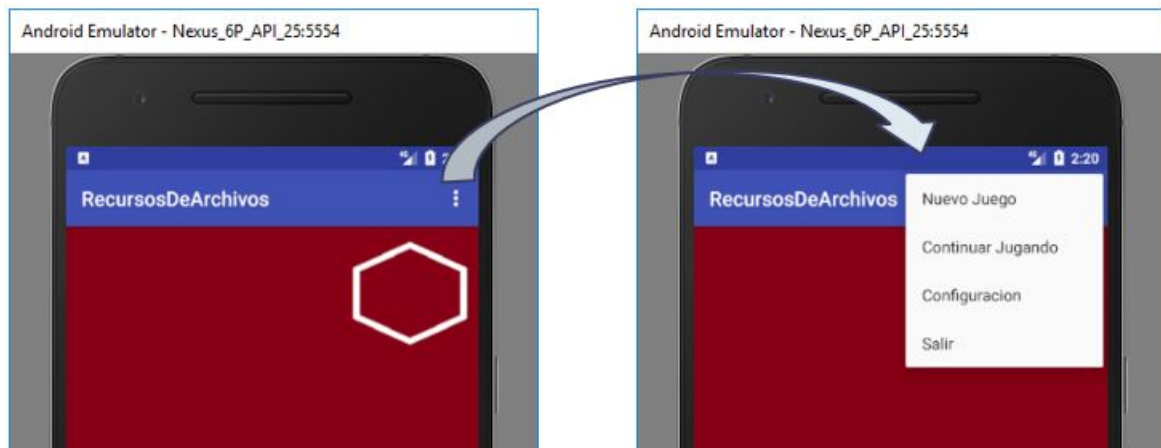 Android Emulator - Nexus_6P_API_25:5554
RecursosDeArchivos
Android Emulator - Nexus_6P_API_25:5554
2:20
RecursosDeArchivos
Nuevo Juego
Continuar Jugando
Configuracion
Salir